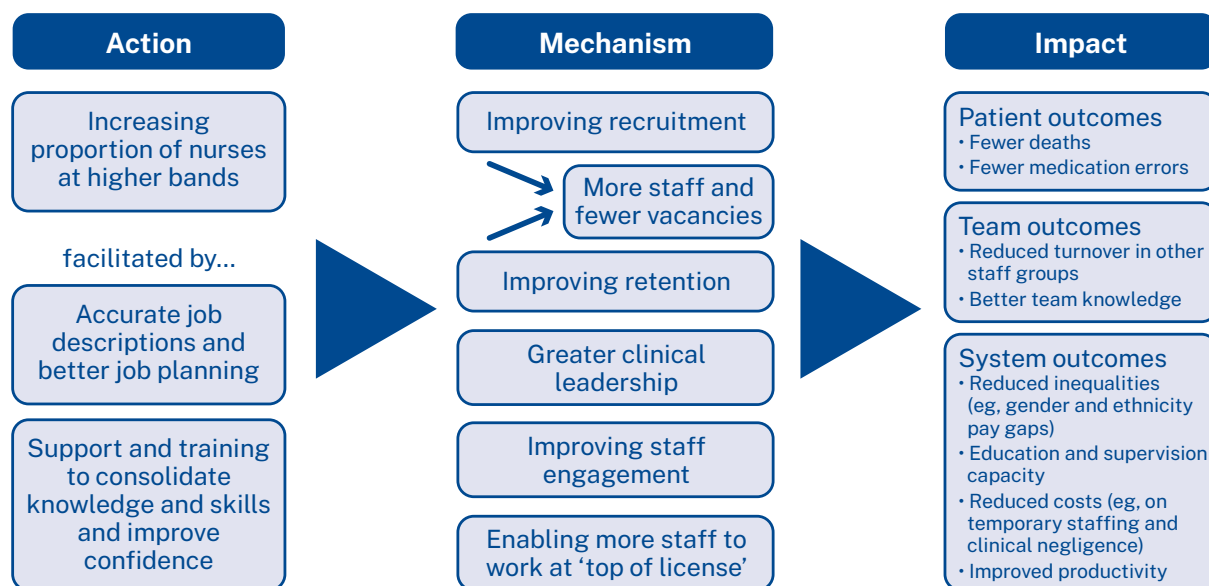 Action
Increasing
proportion of nurses
at higher bands
facilitated by...
Accurate job
descriptions and
better job planning
Support and training
to consolidate
knowledge and skills
and improve
confidence
Mechanism
Improving recruitment
More staff and
fewer vacancies
Improving retention
Greater clinical
leadership
Improving staff
engagement
Enabling more staff to
work at ‘top of license’
Impact
Patient outcomes
• Fewer deaths
• Fewer medication errors
Team outcomes
• Reduced turnover in other
staff groups
• Better team knowledge
System outcomes
• Reduced inequalities
(eg, gender and ethnicity
pay gaps)
• Education and supervision
capacity
• Reduced costs (eg, on
temporary staffing and
clinical negligence)
• Improved productivity